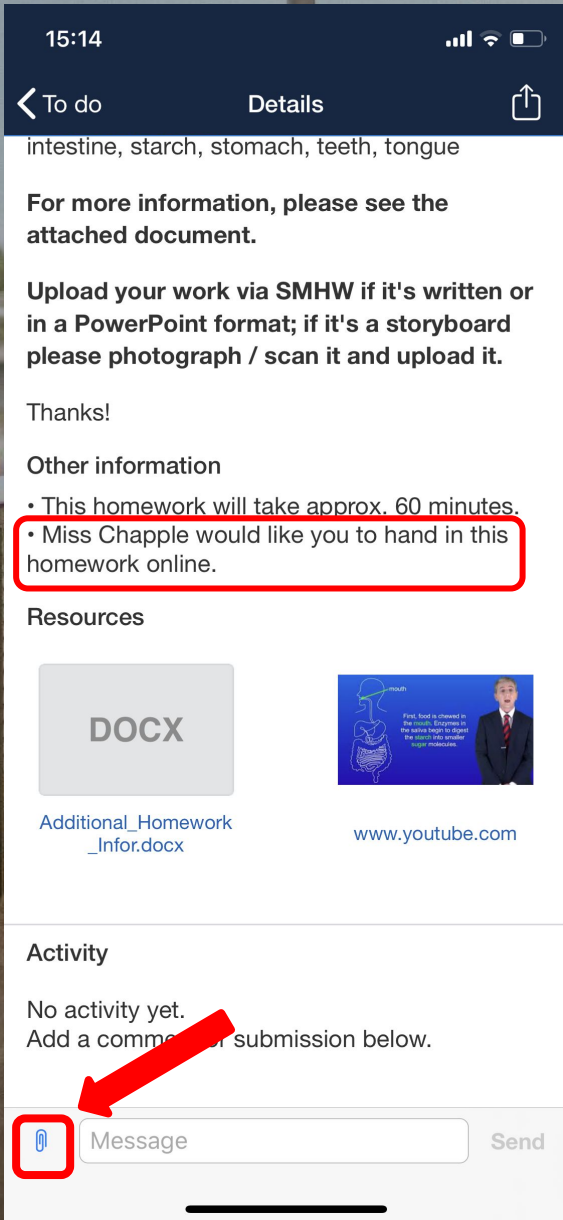 15:14
To do
Details
intestine, starch, stomach, teeth, tongue
For more information, please see the
attached document.
Upload your work via SMHW if it's written or
in a PowerPoint format; if it's a storyboard
please photograph / scan it and upload it.
Thanks!
Other information
• This homework will take approx. 60 minutes.
• Miss Chapple would like you to hand in this
homework online.
Resources
DOCX
mouth
First, food is chewed in
the mouth. Enzymes in
the saliva begin to digest
the starch into smaller
sugar molecules.
Additional_Homework
_Infor.docx
www.youtube.com
Activity
No activity yet.
Add a submission below.
Message
Send